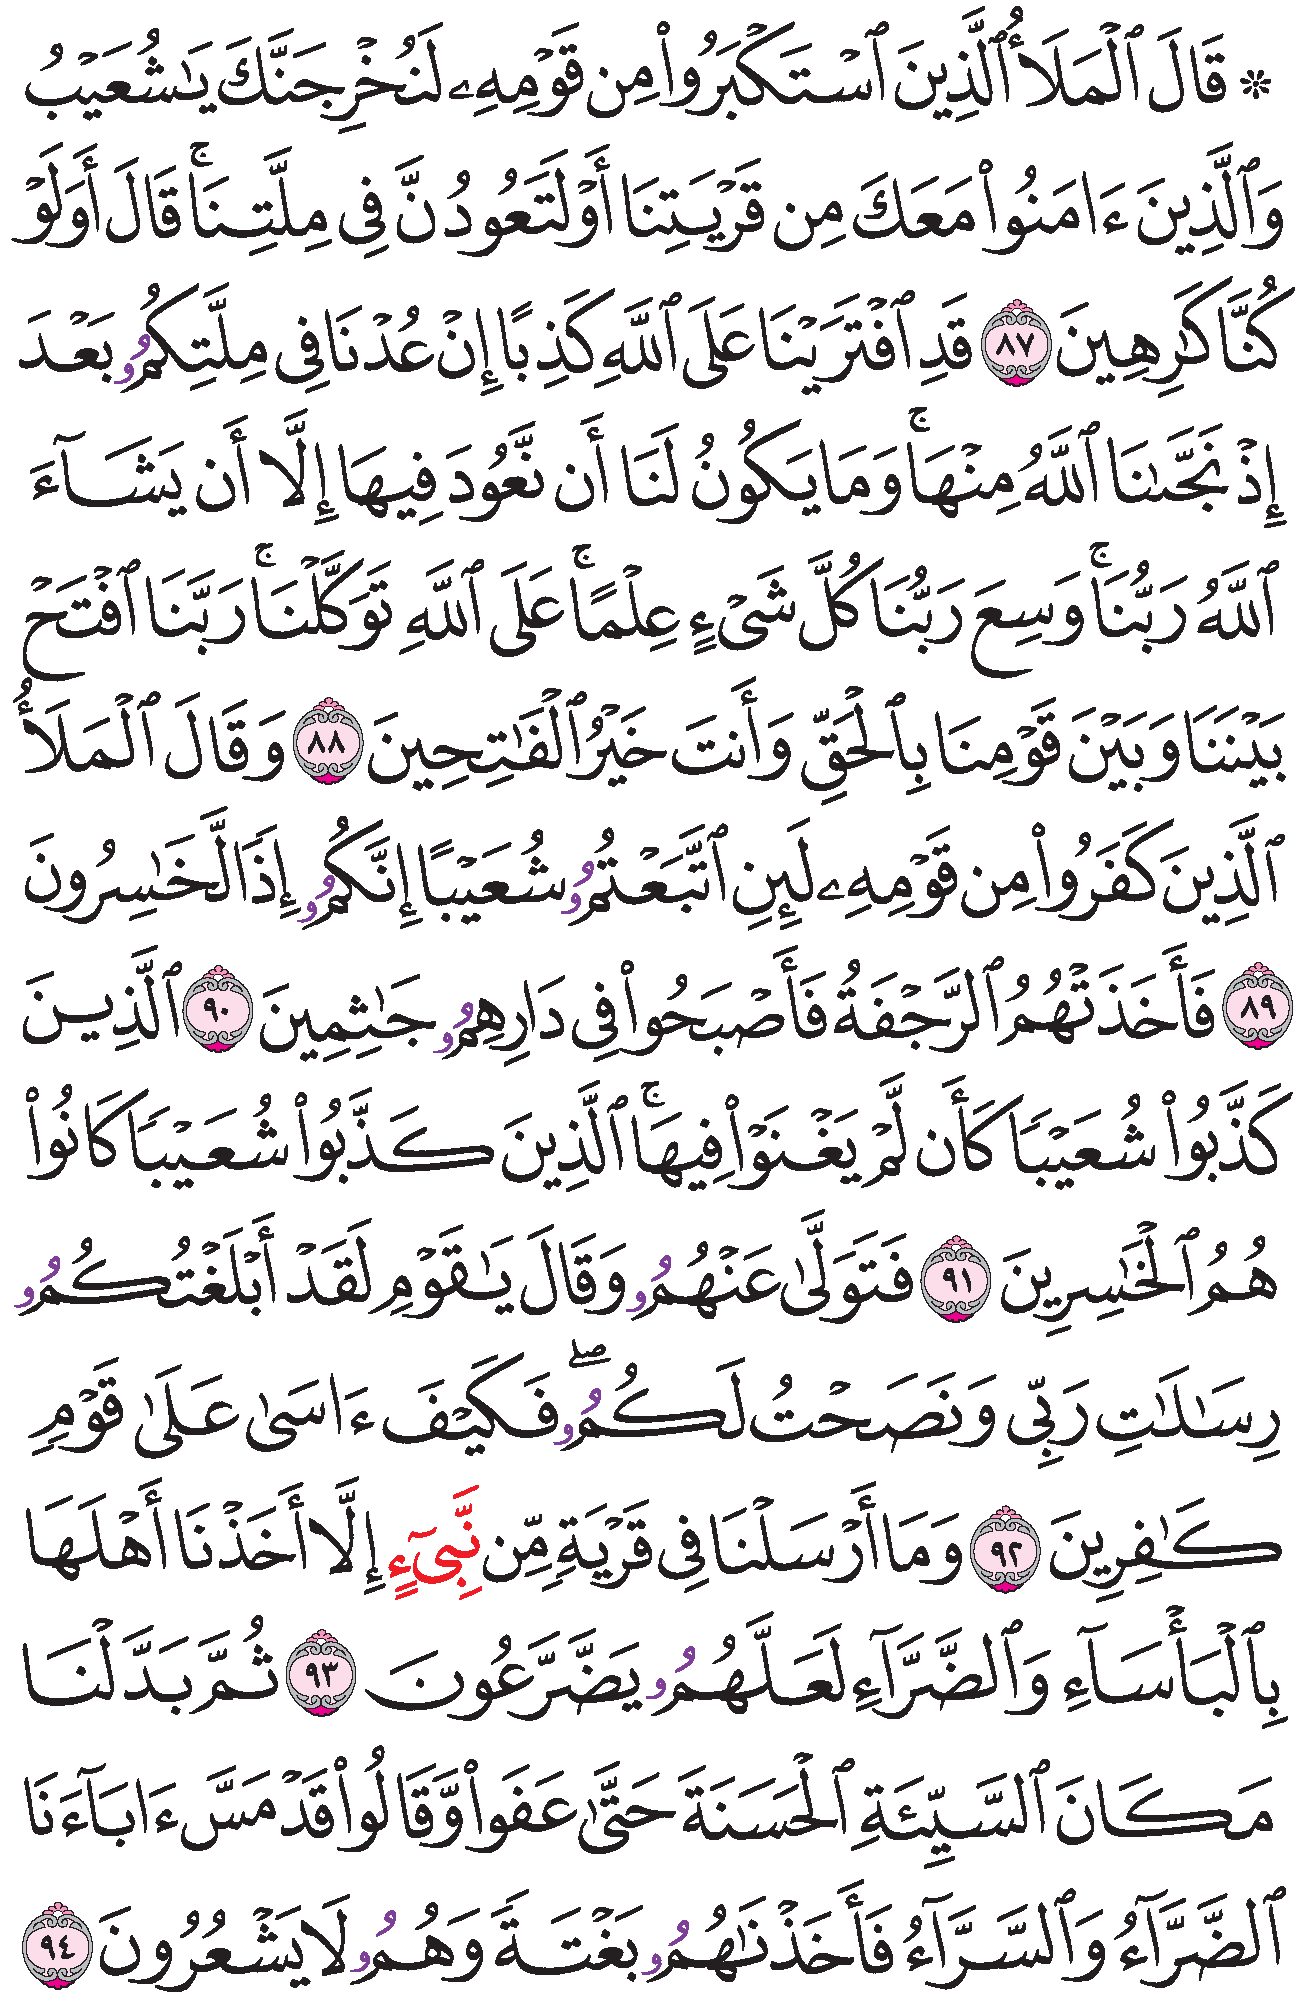 ۞ قَالَ ٱلْمَلَأُ ٱلَّذِينَ ٱسْتَكْبَرُوا۟ مِن قَوْمِهِۦ لَنُخْرِجَنَّكَ يَٰشُعَيْبُ
وَٱلَّذِينَ ءَامَنُوا۟ مَعَكَ مِن قَرْيَتِنَا أَوْ لَتَعُودُنَّ فِى مِلَّتِنَاۚ قَالَ أَوَلَوْ
كُنَّا كَٰرِهِينَ ٨٧ قَدِ ٱفْتَرَيْنَا عَلَى ٱللَّهِ كَذِبًا إِنْ عُدْنَا فِى مِلَّتِكُمُۥ بَعْدَ
إِذْ نَجَّىٰنَا ٱللَّهُ مِنْهَاۚ وَمَا يَكُونُ لَنَا أَن نَّعُودَ فِيهَا إِلَّا أَن يَشَآءَ
ٱللَّهُ رَبُّنَاۚ وَسِعَ رَبُّنَا كُلَّ شَىْءٍ عِلْمًاۚ عَلَى ٱللَّهِ تَوَكَّلْنَاۚ رَبَّنَا ٱفْتَحْ
بَيْنَنَا وَبَيْنَ قَوْمِنَا بِٱلْحَقِّ وَأَنتَ خَيْرُ ٱلْفَٰتِحِينَ ٨٨ وَقَالَ ٱلْمَلَأُ
ٱلَّذِينَ كَفَرُوا۟ مِن قَوْمِهِۦ لَئِنِ ٱتَّبَعْتُمُۥ شُعَيْبًا إِنَّكُمُۥ إِذًا لَّخَٰسِرُونَ
٨٩ فَأَخَذَتْهُمُ ٱلرَّجْفَةُ فَأَصْبَحُوا۟ فِى دَارِهِمُۥ جَٰثِمِينَ ٩٠ ٱلَّذِينَ
كَذَّبُوا۟ شُعَيْبًا كَأَن لَّمْ يَغْنَوْا۟ فِيهَاۚ ٱلَّذِينَ كَذَّبُوا۟ شُعَيْبًا كَانُوا۟
هُمُ ٱلْخَٰسِرِينَ ٩١ فَتَوَلَّىٰ عَنْهُمُۥ وَقَالَ يَٰقَوْمِ لَقَدْ أَبْلَغْتُكُمُۥ
رِسَٰلَٰتِ رَبِّى وَنَصَحْتُ لَكُمُۥۖ فَكَيْفَ ءَاسَىٰ عَلَىٰ قَوْمٍ
كَٰفِرِينَ ٩٢ وَمَا أَرْسَلْنَا فِى قَرْيَةٍ مِّن نَّبِىٓءٍ إِلَّا أَخَذْنَا أَهْلَهَا
بِٱلْبَأْسَآءِ وَٱلضَّرَّآءِ لَعَلَّهُمُۥ يَضَّرَّعُونَ ٩٣ ثُمَّ بَدَّلْنَا
مَكَانَ ٱلسَّيِّئَةِ ٱلْحَسَنَةَ حَتَّىٰ عَفَوا۟ وَّقَالُوا۟ قَدْ مَسَّ ءَابَآءَنَا
ٱلضَّرَّآءُ وَٱلسَّرَّآءُ فَأَخَذْنَٰهُمُۥ بَغْتَةً وَهُمُۥ لَا يَشْعُرُونَ ٩٤